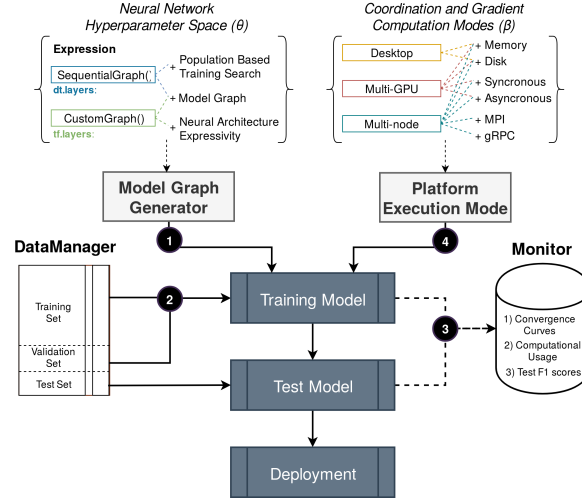 Neural Network
Hyperparameter Space (θ)
Expression
SequentialGraph()
dt.layers:
CustomGraph()
tf.layers:
+ Population Based
Training Search
+ Model Graph
+ Neural Architecture
Expressivity
Coordination and Gradient
Computation Modes (β)
Desktop
Multi-GPU
Multi-node
+ Memory
+ Disk
+ Syncronous
+ Asyncronous
+ MPI
+ gRPC
Model Graph
Generator
Platform
Execution Mode
1
4
DataManager
Training
Set
Validation
Set
Test Set
2
Training Model
Test Model
Deployment
3
Monitor
1) Convergence
Curves
2) Computational
Usage
3) Test F1 scores